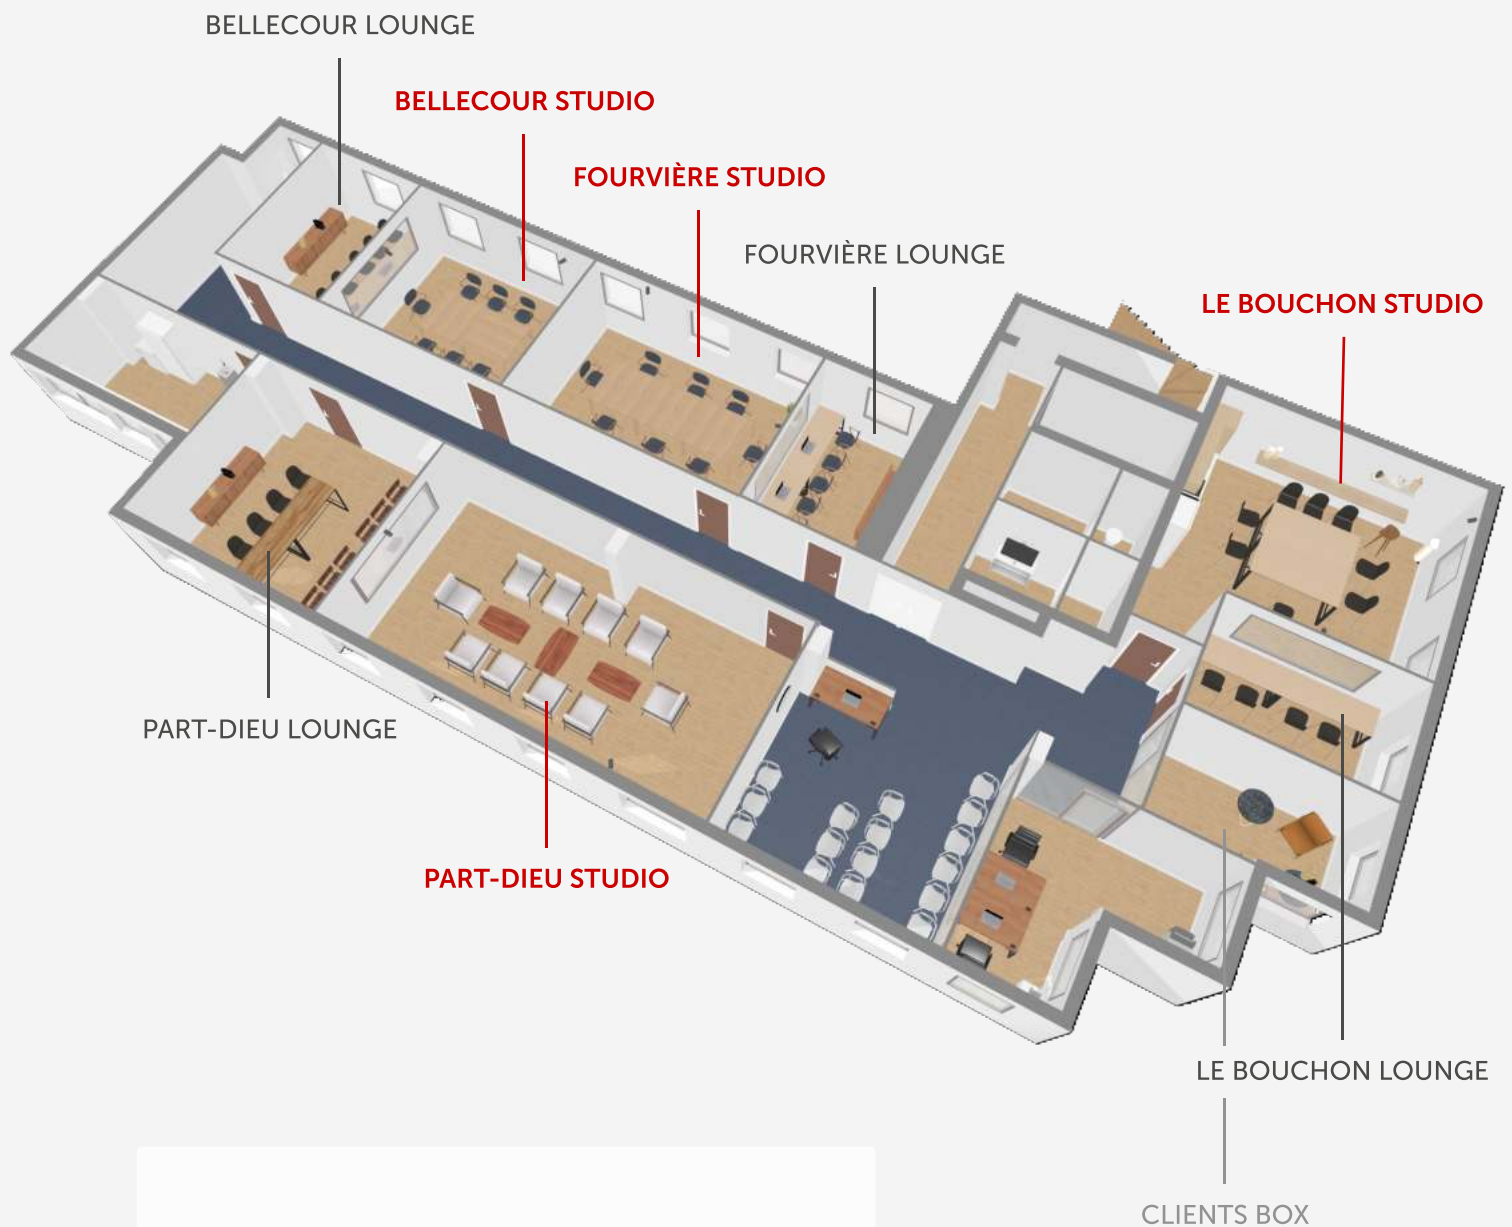 BELLECOUR LOUNGE
BELLECOUR STUDIO
FOURVIÈRE STUDIO
FOURVIÈRE LOUNGE
LE BOUCHON STUDIO
PART-DIEU LOUNGE
PART-DIEU STUDIO
LE BOUCHON LOUNGE
CLIENTS BOX